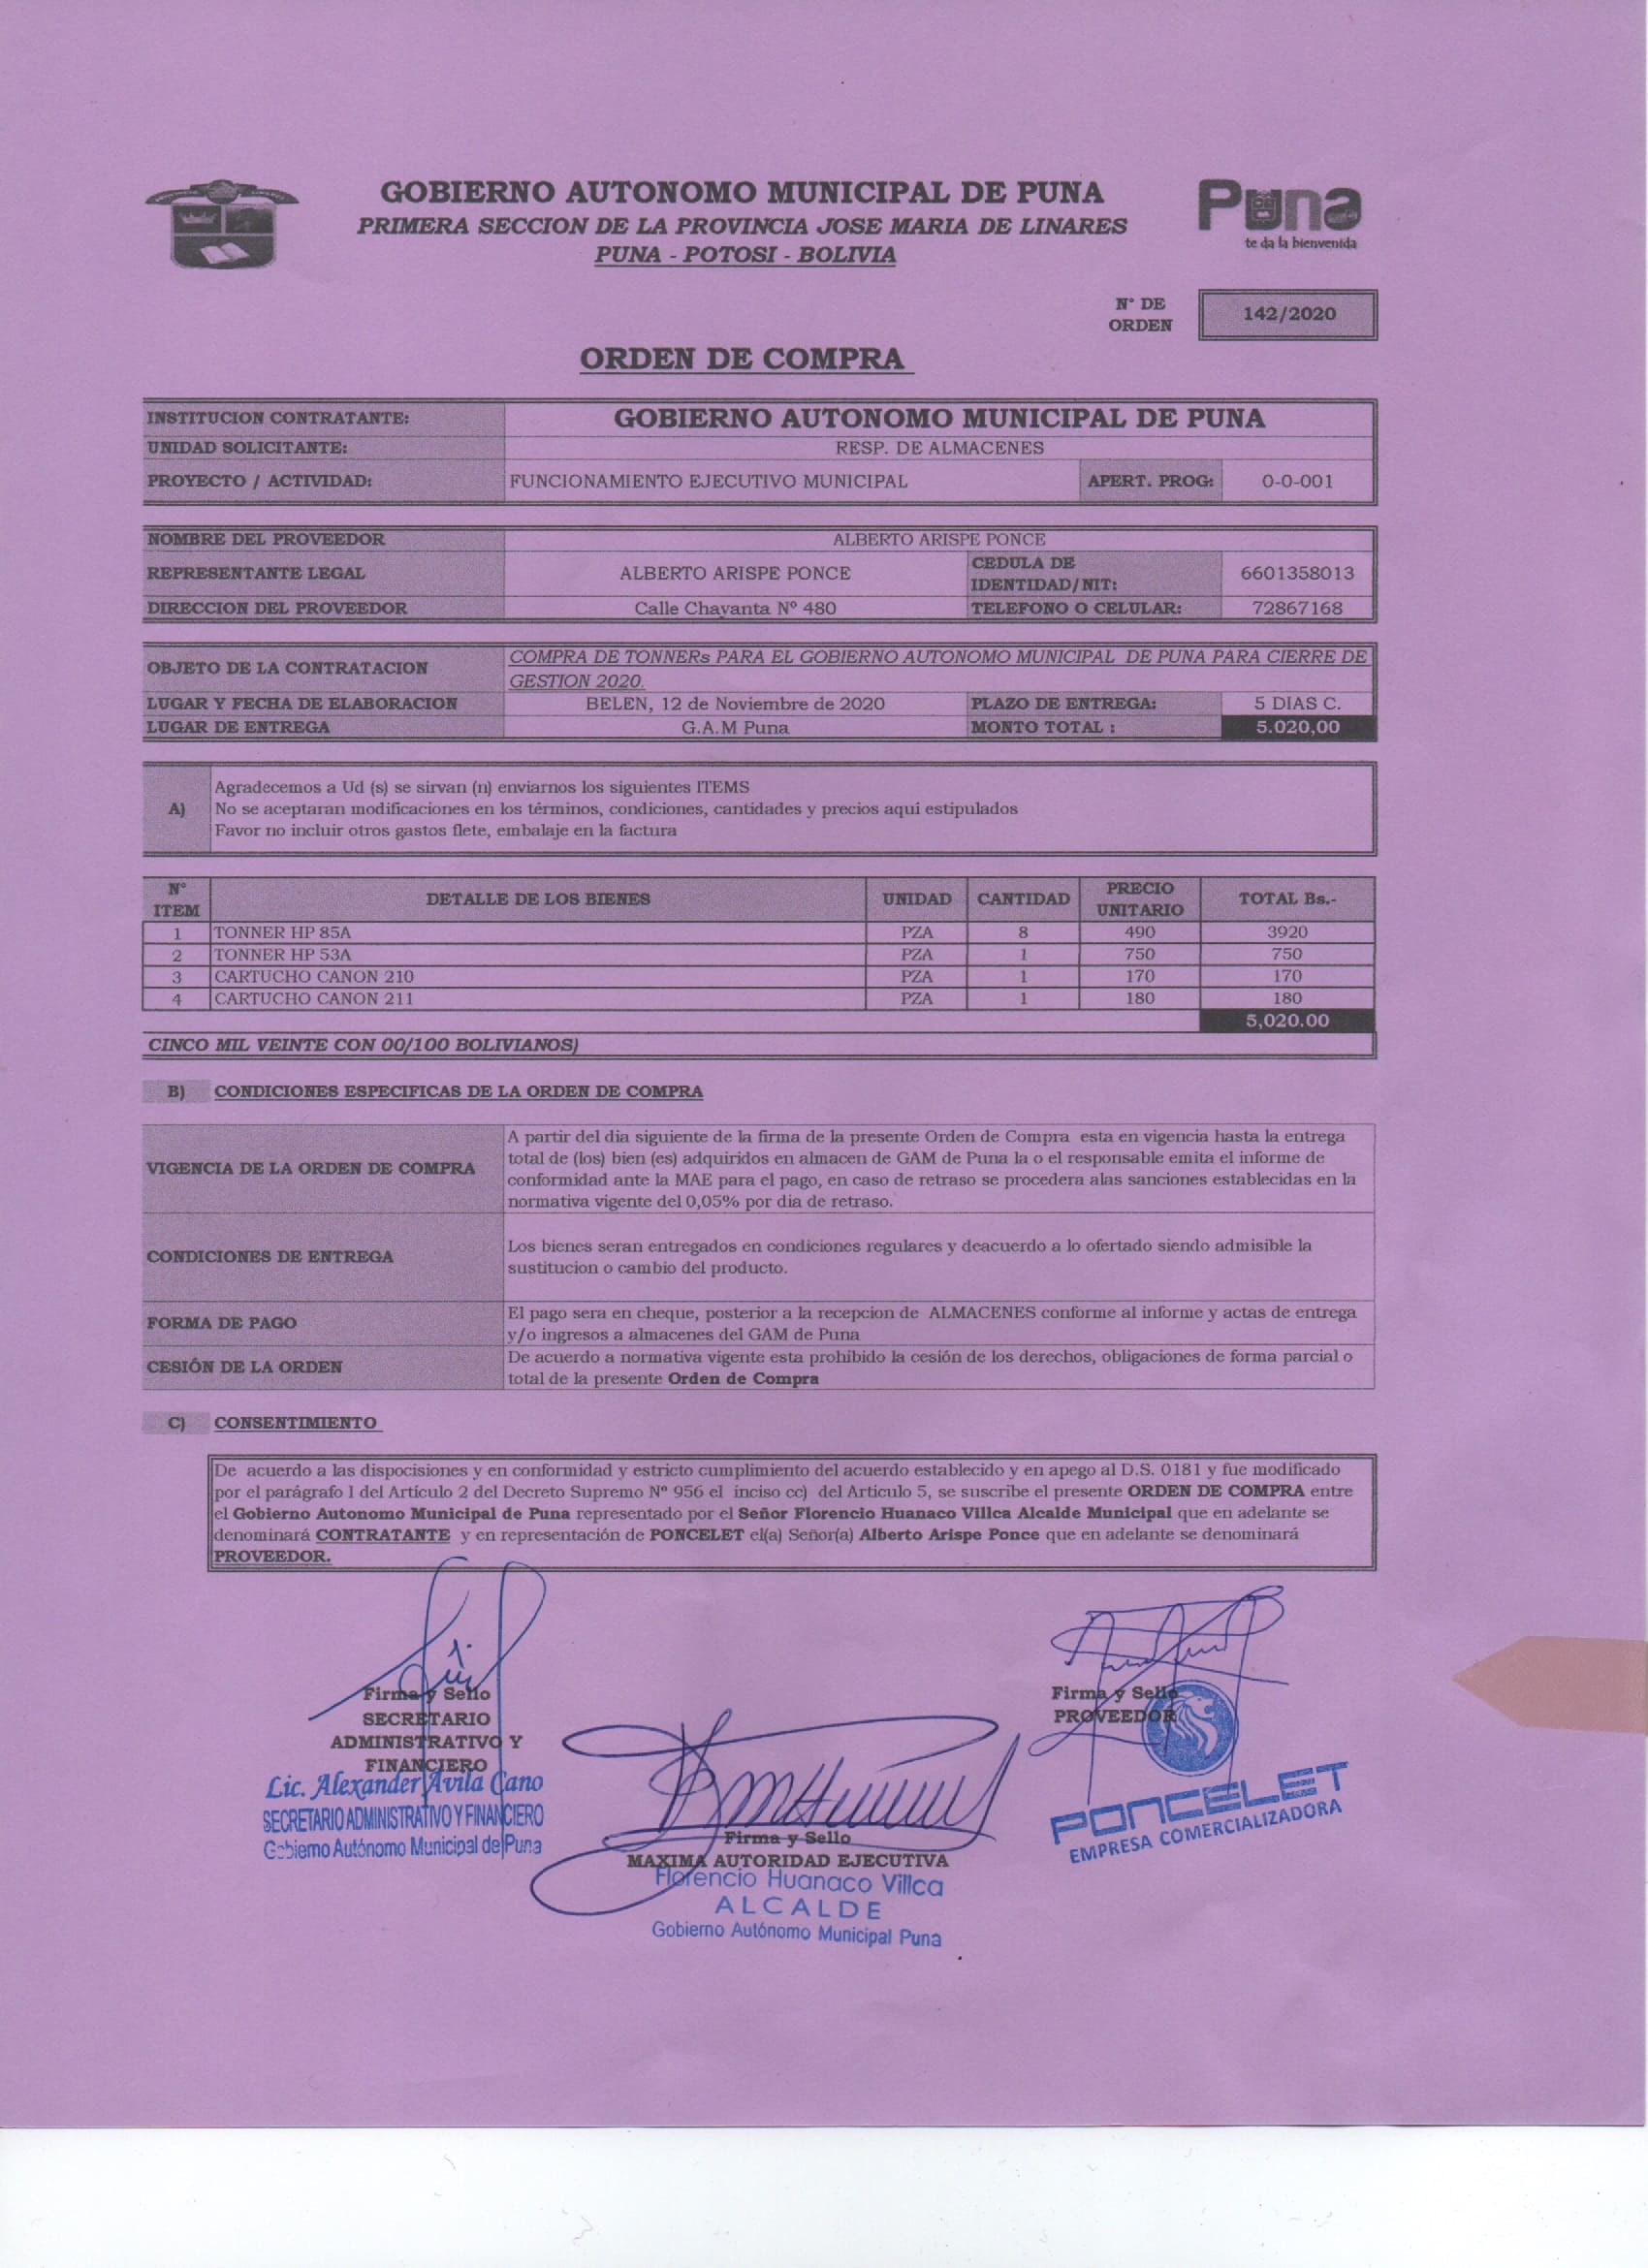 GOBIERNO AUTONOMO MUNICIPAL DE PUNA
PRIMERA SECCION DE LA PROVINCIA JOSE MARIA DE LINARES
PUNA - POTOSI - BOLIVIA
Puna
te da la bienvenida
N° DE ORDEN 142/2020
ORDEN DE COMPRA
INSTITUCION CONTRATANTE: GOBIERNO AUTONOMO MUNICIPAL DE PUNA
UNIDAD SOLICITANTE: RESP. DE ALMACENES
PROYECTO / ACTIVIDAD: FUNCIONAMIENTO EJECUTIVO MUNICIPAL APERT. PROG: 0-0-001
NOMBRE DEL PROVEEDOR ALBERTO ARISPE PONCE
REPRESENTANTE LEGAL ALBERTO ARISPE PONCE CEDULA DE IDENTIDAD/NIT: 6601358013
DIRECCION DEL PROVEEDOR Calle Chayanta Nº 480 TELEFONO O CELULAR: 72867168
OBJETO DE LA CONTRATACION COMPRA DE TONNERs PARA EL GOBIERNO AUTONOMO MUNICIPAL DE PUNA PARA CIERRE DE
GESTION 2020.
LUGAR Y FECHA DE ELABORACION BELEN, 12 de Noviembre de 2020 PLAZO DE ENTREGA: 5 DIAS C.
LUGAR DE ENTREGA G.A.M Puna MONTO TOTAL : 5.020,00
A) Agradecemos a Ud (s) se sirvan (n) enviarnos los siguientes ITEMS
No se aceptaran modificaciones en los términos, condiciones, cantidades y precios aqui estipulados
Favor no incluir otros gastos flete, embalaje en la factura
N° ITEM DETALLE DE LOS BIENES UNIDAD CANTIDAD PRECIO UNITARIO TOTAL Bs.-
1 TONNER HP 85A PZA 8 490 3920
2 TONNER HP 53A PZA 1 750 750
3 CARTUCHO CANON 210 PZA 1 170 170
4 CARTUCHO CANON 211 PZA 1 180 180
5,020.00
CINCO MIL VEINTE CON 00/100 BOLIVIANOS)
B) CONDICIONES ESPECIFICAS DE LA ORDEN DE COMPRA
VIGENCIA DE LA ORDEN DE COMPRA A partir del dia siguiente de la firma de la presente Orden de Compra esta en vigencia hasta la entrega
total de (los) bien (es) adquiridos en almacen de GAM de Puna la o el responsable emita el informe de
conformidad ante la MAE para el pago, en caso de retraso se procedera alas sanciones establecidas en la
normativa vigente del 0,05% por dia de retraso.
CONDICIONES DE ENTREGA Los bienes seran entregados en condiciones regulares y deacuerdo a lo ofertado siendo admisible la
sustitucion o cambio del producto.
FORMA DE PAGO El pago sera en cheque, posterior a la recepcion de ALMACENES conforme al informe y actas de entrega
y/o ingresos a almacenes del GAM de Puna
CESIÓN DE LA ORDEN De acuerdo a normativa vigente esta prohibido la cesión de los derechos, obligaciones de forma parcial o
total de la presente Orden de Compra
C) CONSENTIMIENTO
De acuerdo a las dispociciones y en conformidad y estricto cumplimiento del acuerdo establecido y en apego al D.S. 0181 y fue modificado
por el parágrafo I del Artículo 2 del Decreto Supremo Nº 956 el inciso cc) del Articulo 5, se suscribe el presente ORDEN DE COMPRA entre
el Gobierno Autonomo Municipal de Puna representado por el Señor Florencio Huanaco Villca Alcalde Municipal que en adelante se
denominará CONTRATANTE y en representación de PONCELET el(a) Señor(a) Alberto Arispe Ponce que en adelante se denominará
PROVEEDOR.
Firma y Sello
SECRETARIO
ADMINISTRATIVO Y
FINANCIERO
Lic. Alexander Avila Cano
SECRETARIO ADMINISTRATIVO Y FINANCIERO
Gobierno Autónomo Municipal de Puna
Firma y Sello
MAXIMA AUTORIDAD EJECUTIVA
Florencio Huanaco Villca
ALCALDE
Gobierno Autónomo Municipal Puna
Firma y Sello
PROVEEDOR
PONCELET
EMPRESA COMERCIALIZADORA